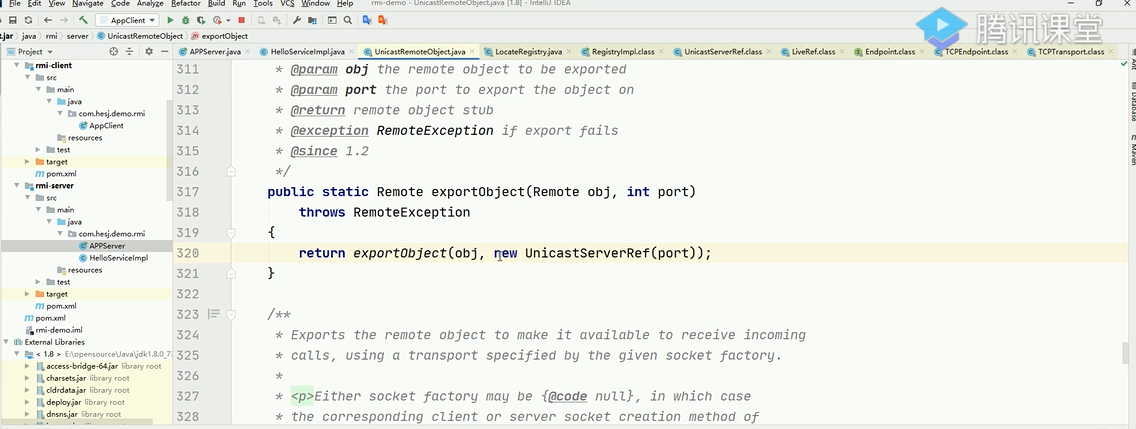 File Edit View Navigate Code Analyze Refactor Build Run Tools VCS Window Help rmi-demo - UnicastRemoteObject.java [1.8] - IntelliJ IDEA
AppClient
腾讯课堂
.jar java rmi server UnicastRemoteObject exportObject
Project
APPServer.java HelloServiceImpl.java UnicastRemoteObject.java LocateRegistry.java RegistryImpl.class UnicastServerRef.class LiveRef.class Endpoint.class TCPEndpoint.class TCPTransport.class
rmi-client
src
main
java
com.hesj.demo.rmi
AppClient
resources
test
target
pom.xml
rmi-server
src
main
java
com.hesj.demo.rmi
APPServer
HelloServiceImpl
resources
test
target
pom.xml
pom.xml
rmi-demo.iml
External Libraries
< 1.8 > E:\opensource\Java\jdk1.8.0_7
access-bridge-64.jar library root
charsets.jar library root
cldrdata.jar library root
deploy.jar library root
dnsns.jar library root
311 * @param obj the remote object to be exported
312 * @param port the port to export the object on
313 * @return remote object stub
314 * @exception RemoteException if export fails
315 * @since 1.2
316 */
317 public static Remote exportObject(Remote obj, int port)
318 throws RemoteException
319 {
320 return exportObject(obj, new UnicastServerRef(port));
321 }
322
323 /**
324 * Exports the remote object to make it available to receive incoming
325 * calls, using a transport specified by the given socket factory.
326 *
327 * <p>Either socket factory may be {@code null}, in which case
328 * the corresponding client or server socket creation method of
Ant
Database
Maven